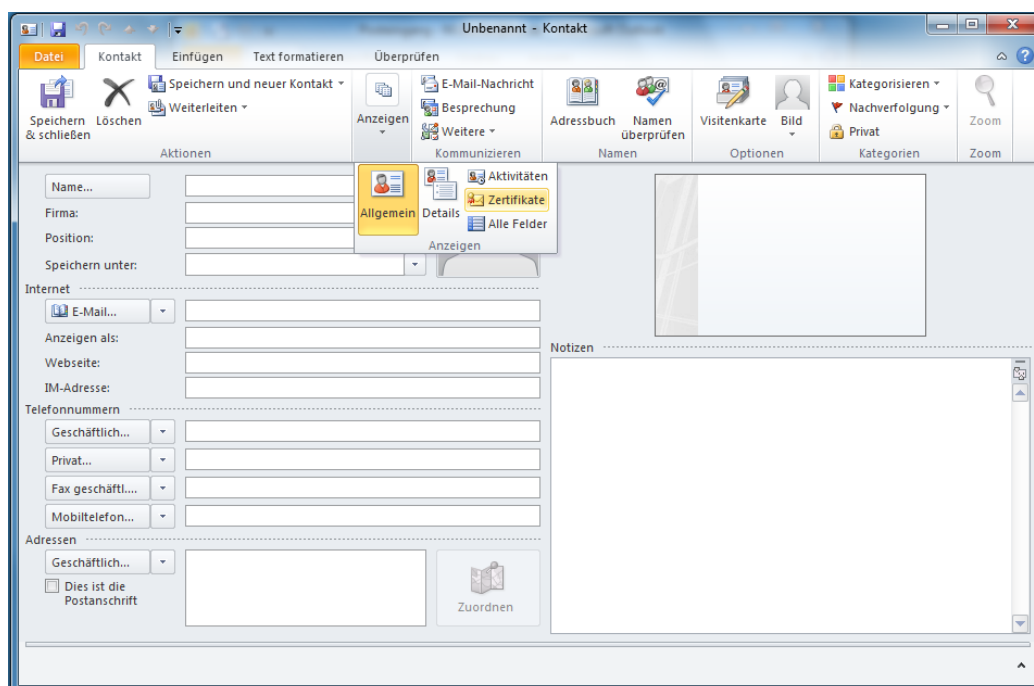 Unbenannt - Kontakt
Datei Kontakt Einfügen Text formatieren Überprüfen
Speichern & schließen
Löschen
Speichern und neuer Kontakt
Weiterleiten
Aktionen
Anzeigen
E-Mail-Nachricht
Besprechung
Weitere
Kommunizieren
Adressbuch
Namen überprüfen
Namen
Visitenkarte
Bild
Optionen
Kategorisieren
Nachverfolgung
Privat
Kategorien
Zoom
Zoom
Allgemein
Details
Aktivitäten
Zertifikate
Alle Felder
Anzeigen
Name...
Firma:
Position:
Speichern unter:
Internet
E-Mail...
Anzeigen als:
Webseite:
IM-Adresse:
Telefonnummern
Geschäftlich...
Privat...
Fax geschäftl....
Mobiltelefon...
Adressen
Geschäftlich...
Dies ist die
Postanschrift
Zuordnen
Notizen